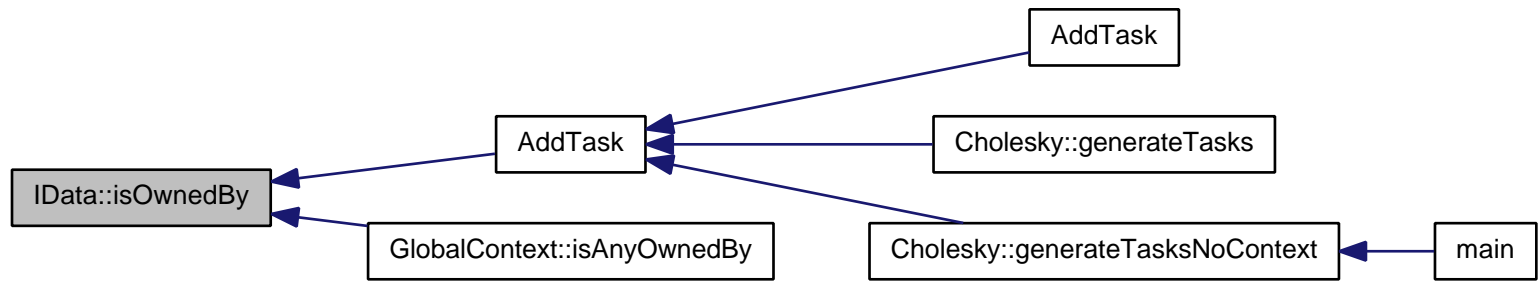 IData::isOwnedBy
AddTask
AddTask
Cholesky::generateTasks
Cholesky::generateTasksNoContext
main
GlobalContext::isAnyOwnedBy